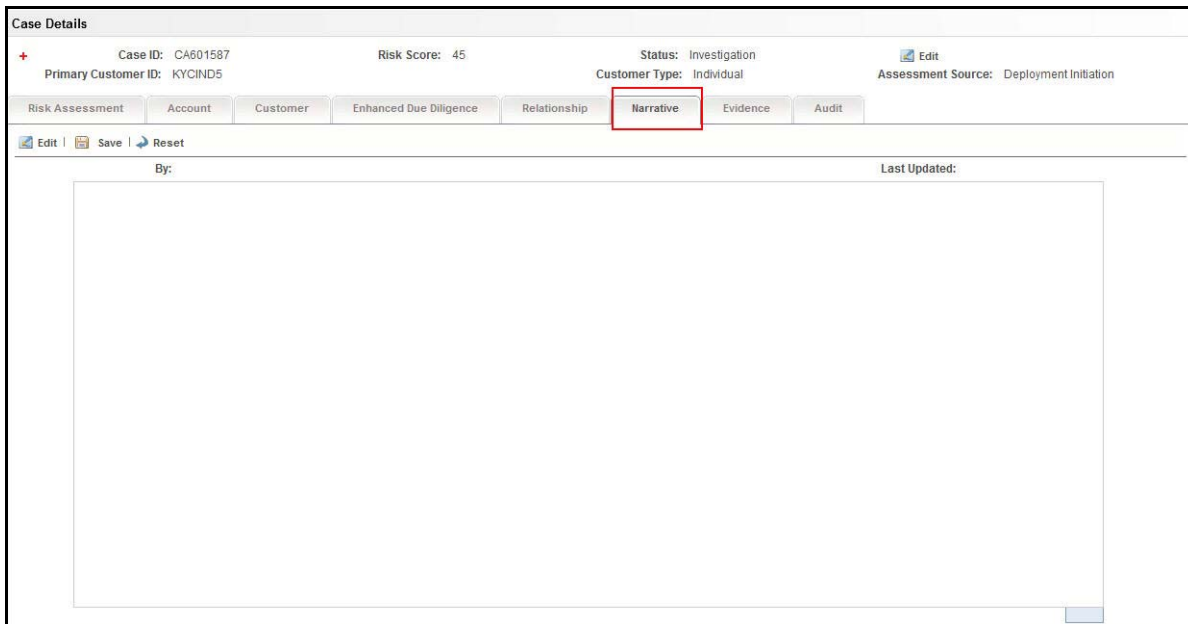 Case Details
+ Case ID: CA601587 Risk Score: 45 Status: Investigation Edit
Primary Customer ID: KYCIND5 Customer Type: Individual Assessment Source: Deployment Initiation
Risk Assessment Account Customer Enhanced Due Diligence Relationship Narrative Evidence Audit
Edit | Save | Reset
By: Last Updated: